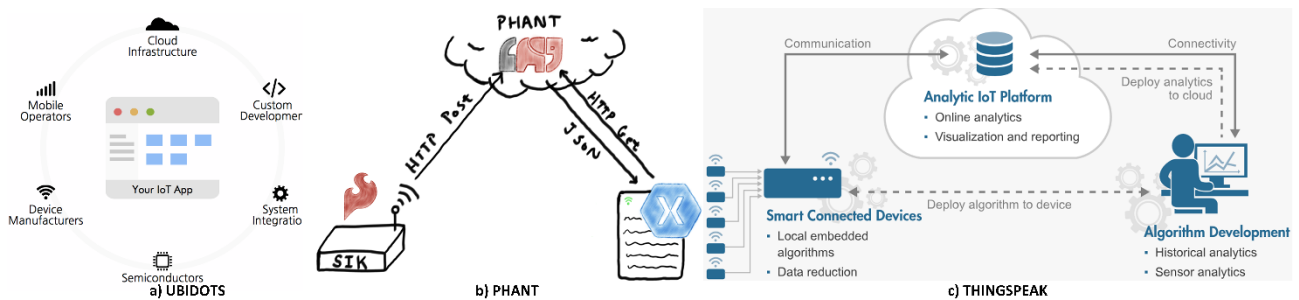 Cloud
Infrastructure
Mobile
Operators
</>
Custom
Developmer
Your IoT App
Device
Manufacturers
System
Integratio
Semiconductors
a) UBIDOTS
PHANT
HTTP Post
HTTP Get
JSON
SIK
X
b) PHANT
Communication
Connectivity
Deploy analytics
to cloud
Analytic IoT Platform
▪ Online analytics
▪ Visualization and reporting
Deploy algorithm to device
Smart Connected Devices
▪ Local embedded
algorithms
▪ Data reduction
Algorithm Development
▪ Historical analytics
▪ Sensor analytics
c) THINGSPEAK